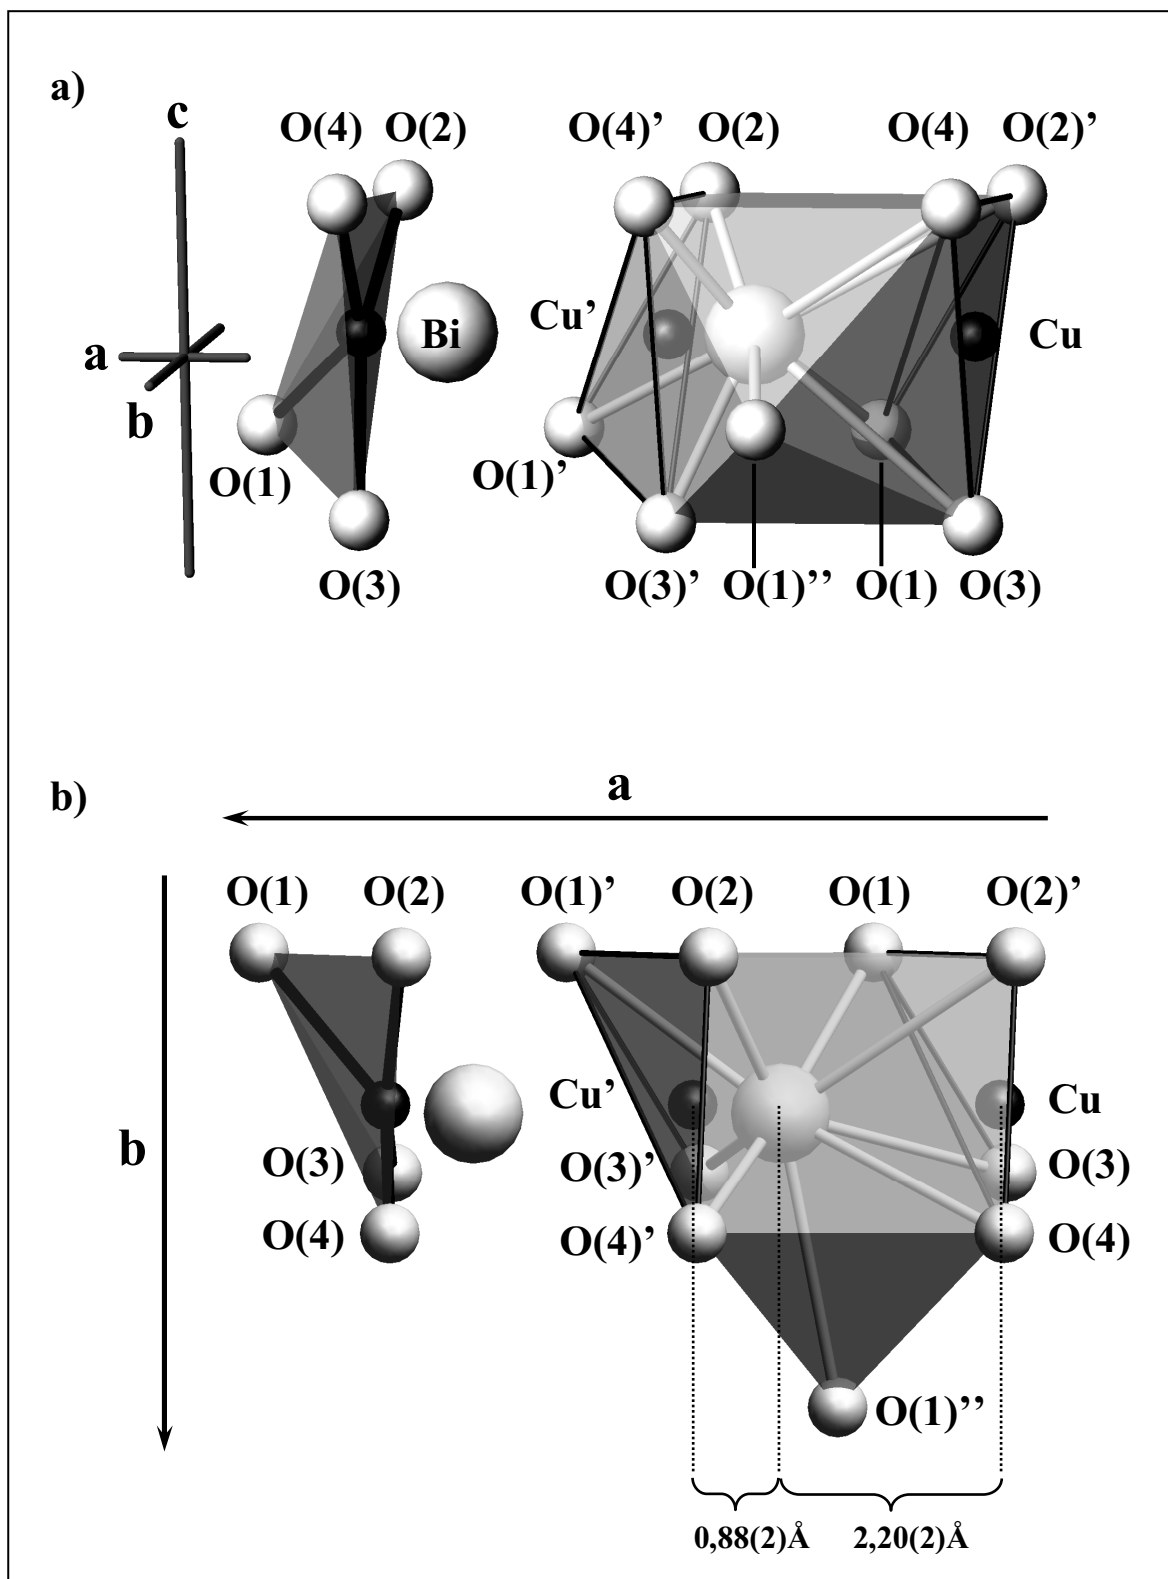 a)
c
O(4) O(2) O(4)’ O(2) O(4) O(2)’
Bi Cu’ Cu
a
b
O(1) O(1)’
O(3) O(3)’ O(1)’’ O(1) O(3)
b)
a
O(1) O(2) O(1)’ O(2) O(1) O(2)’
Cu’ Cu
b
O(3) O(3)’ O(3)
O(4) O(4)’ O(4)
O(1)’’
0,88(2)Å 2,20(2)Å